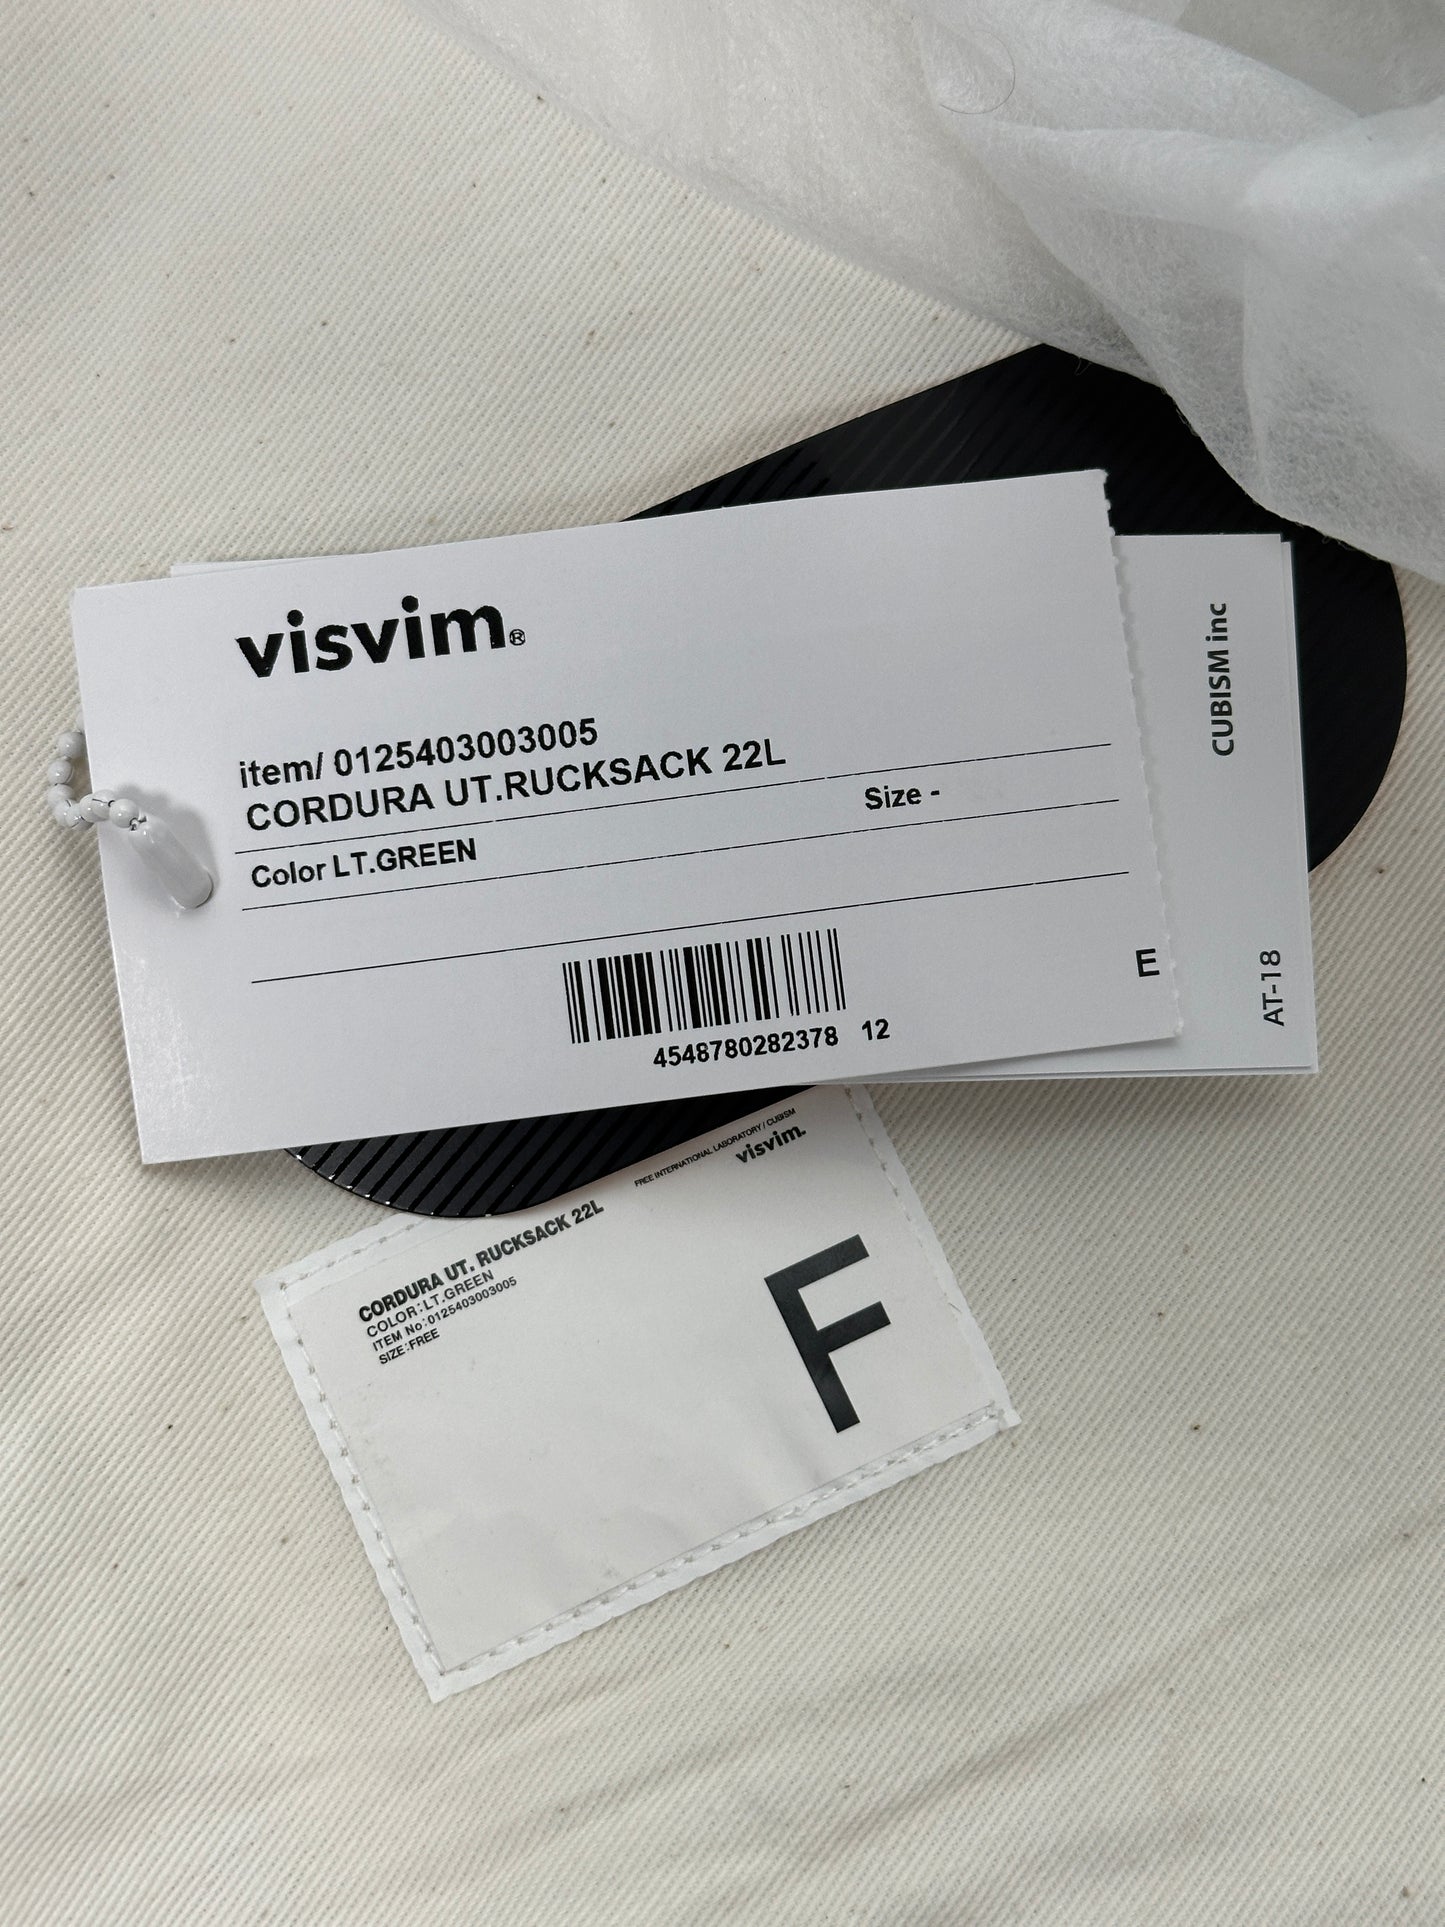 visvim®
item/ 0125403003005
CORDURA UT.RUCKSACK 22L
Color LT.GREEN
Size -
4548780282378 12
E
CUBISM inc
AT-18
FREE INTERNATIONAL LABORATORY / CUBISM
visvim.
CORDURA UT. RUCKSACK 22L
COLOR:LT.GREEN
ITEM No:0125403003005
SIZE:FREE
F